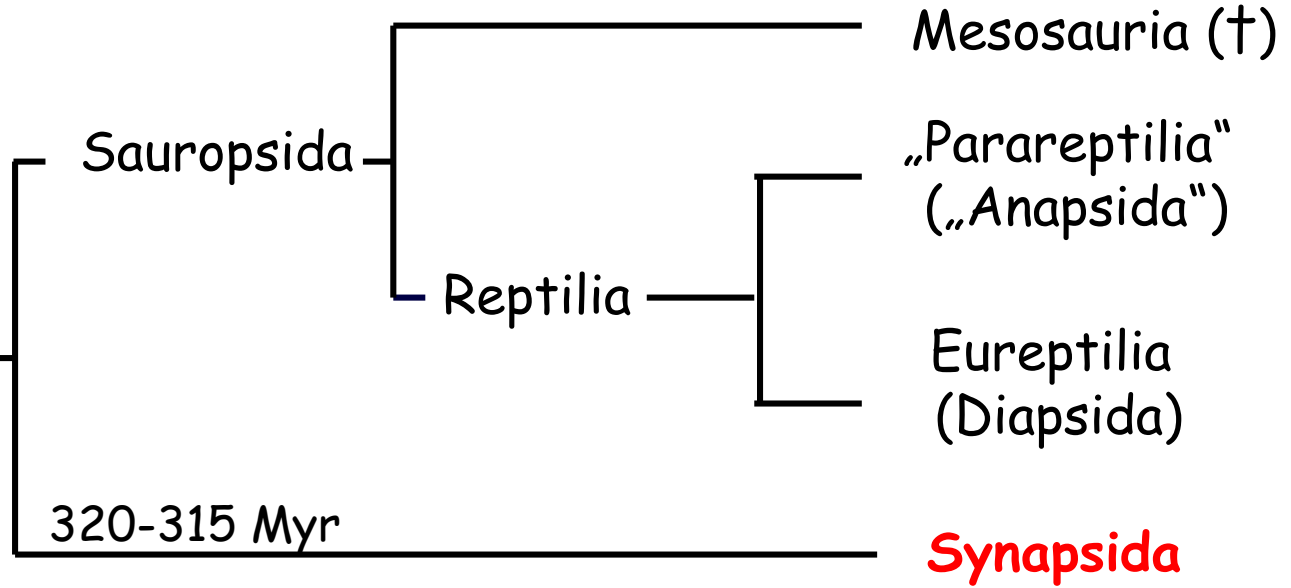 Mesosauria (†)
Sauropsida
„Parareptilia“
(„Anapsida“)
Reptilia
Eureptilia
(Diapsida)
320-315 Myr
Synapsida